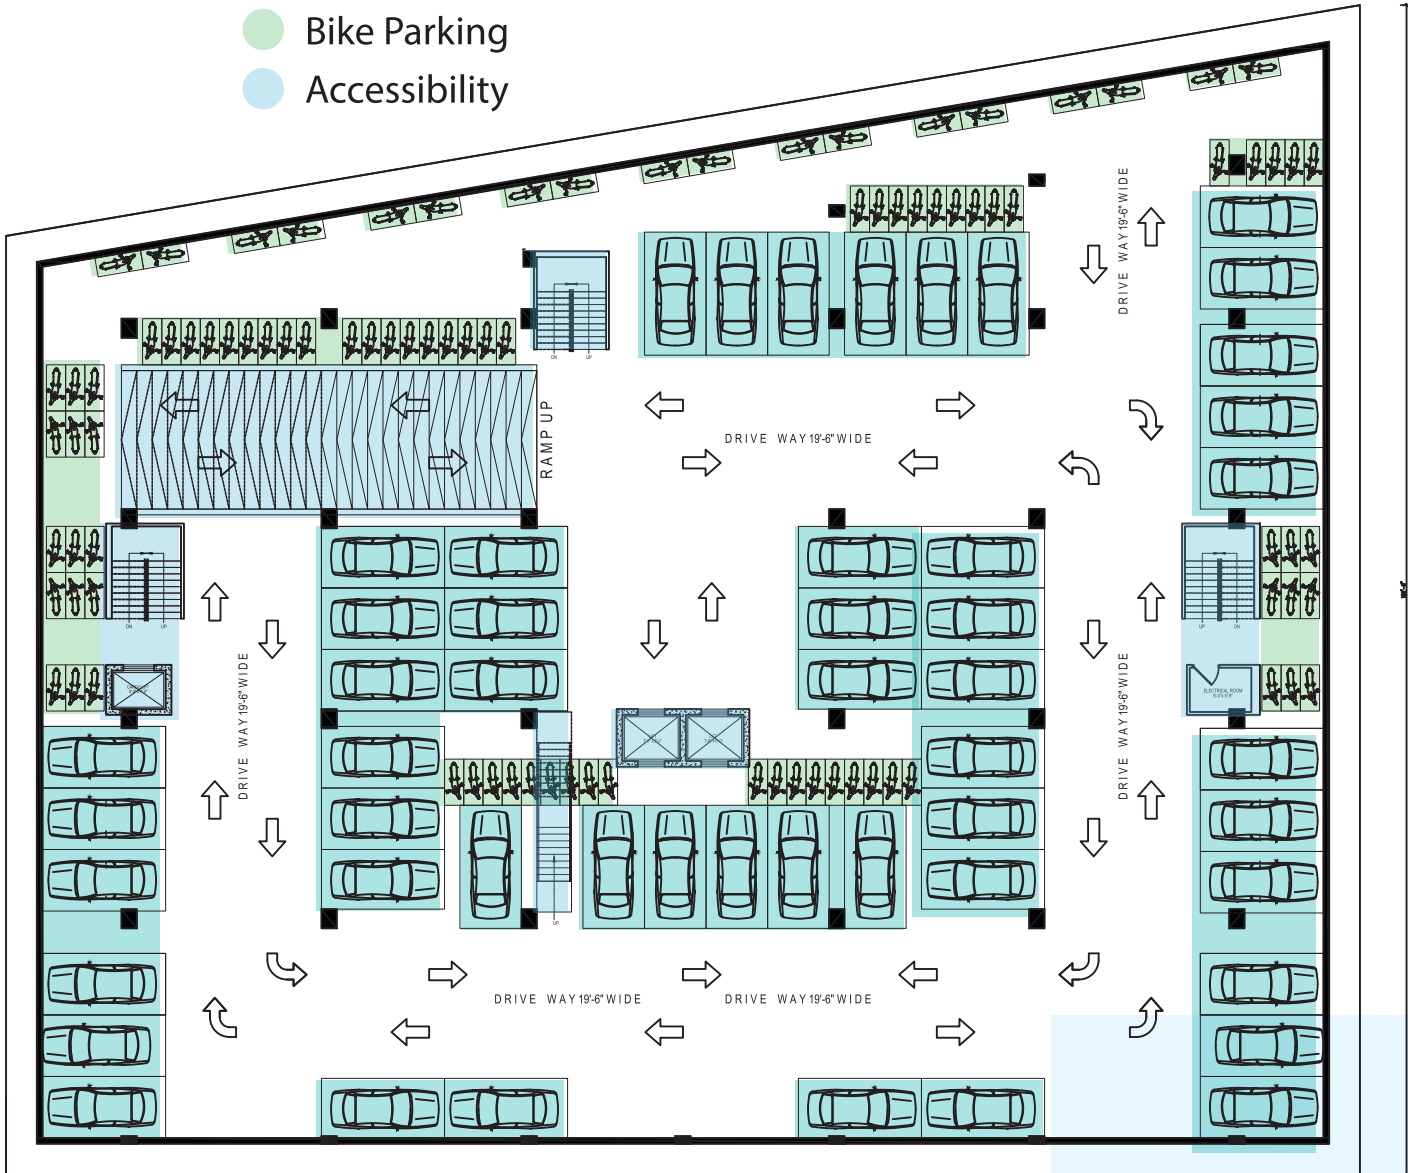 Bike Parking
Accessibility
DRIVE WAY 19'-6" WIDE
DN UP
RAMP UP
DRIVE WAY 19'-6" WIDE
DN UP
UP DN
ELECTRICAL ROOM
DRIVE WAY 19'-6" WIDE
DRIVE WAY 19'-6" WIDE
UP
DRIVE WAY 19'-6" WIDE
DRIVE WAY 19'-6" WIDE